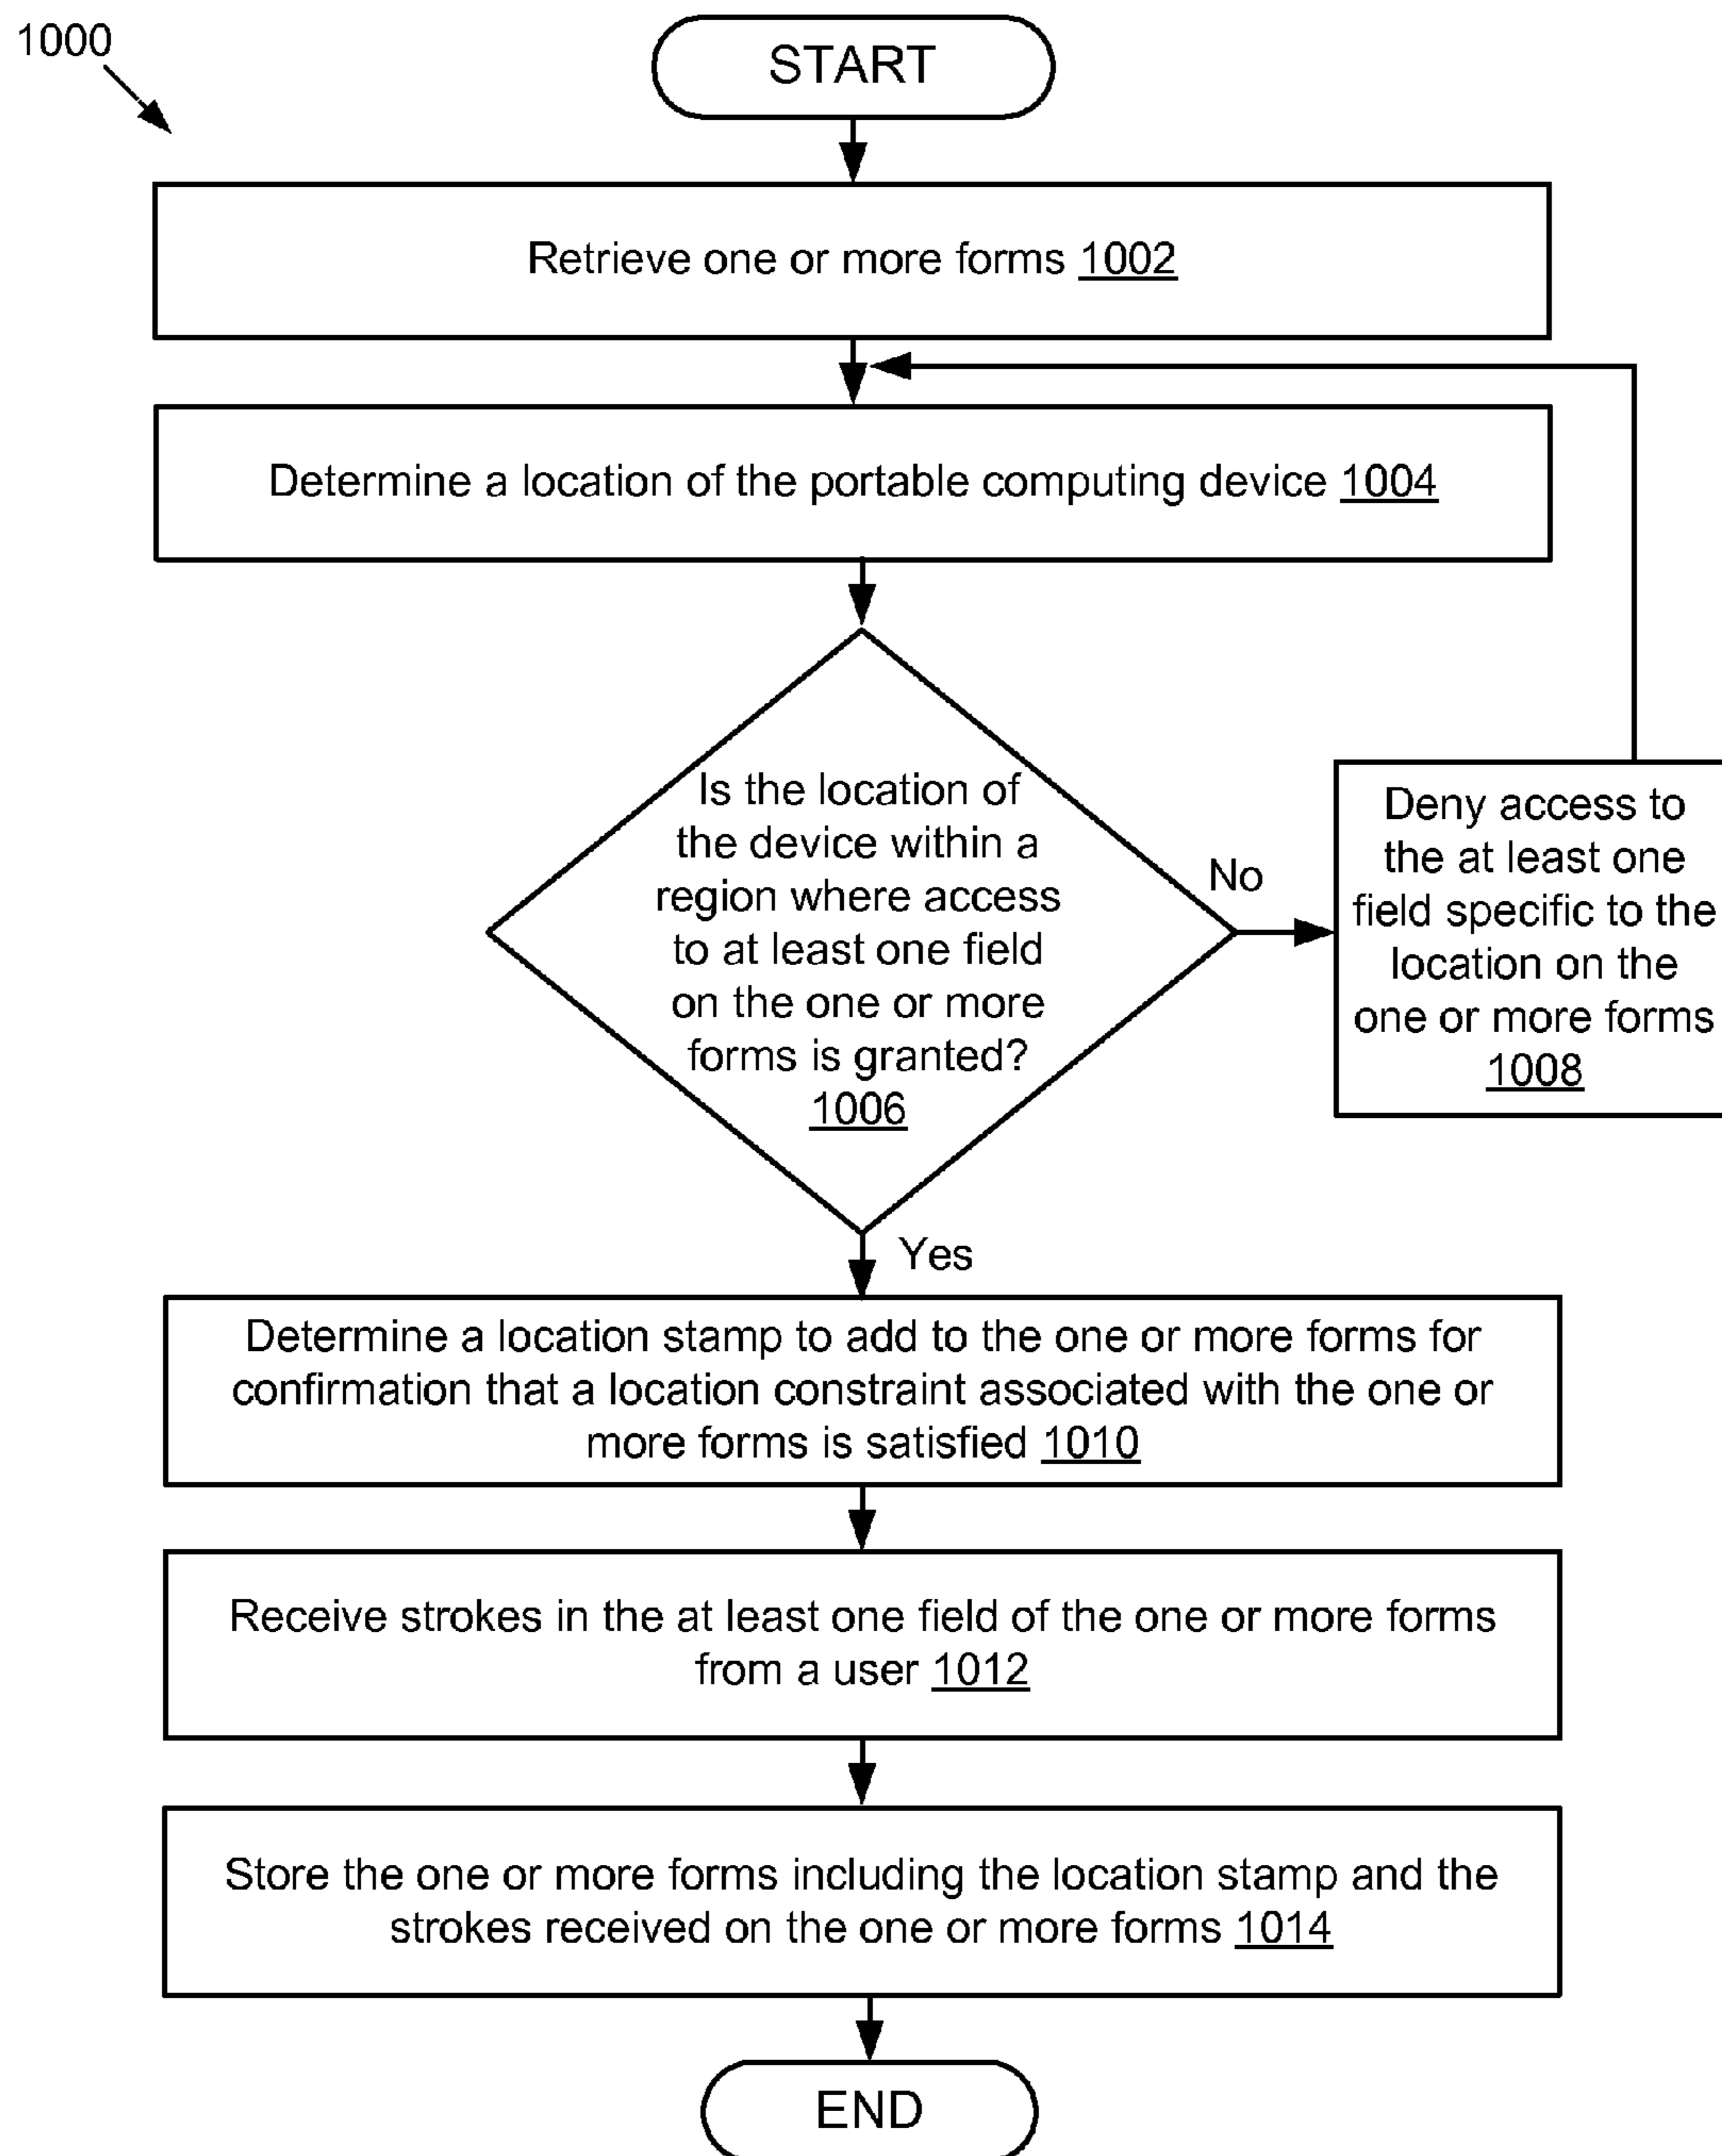 1000
START
Retrieve one or more forms 1002
Determine a location of the portable computing device 1004
Is the location of
the device within a
region where access
to at least one field
on the one or more
forms is granted?
1006
No
Deny access to
the at least one
field specific to the
location on the
one or more forms
1008
Yes
Determine a location stamp to add to the one or more forms for
confirmation that a location constraint associated with the one or
more forms is satisfied 1010
Receive strokes in the at least one field of the one or more forms
from a user 1012
Store the one or more forms including the location stamp and the
strokes received on the one or more forms 1014
END